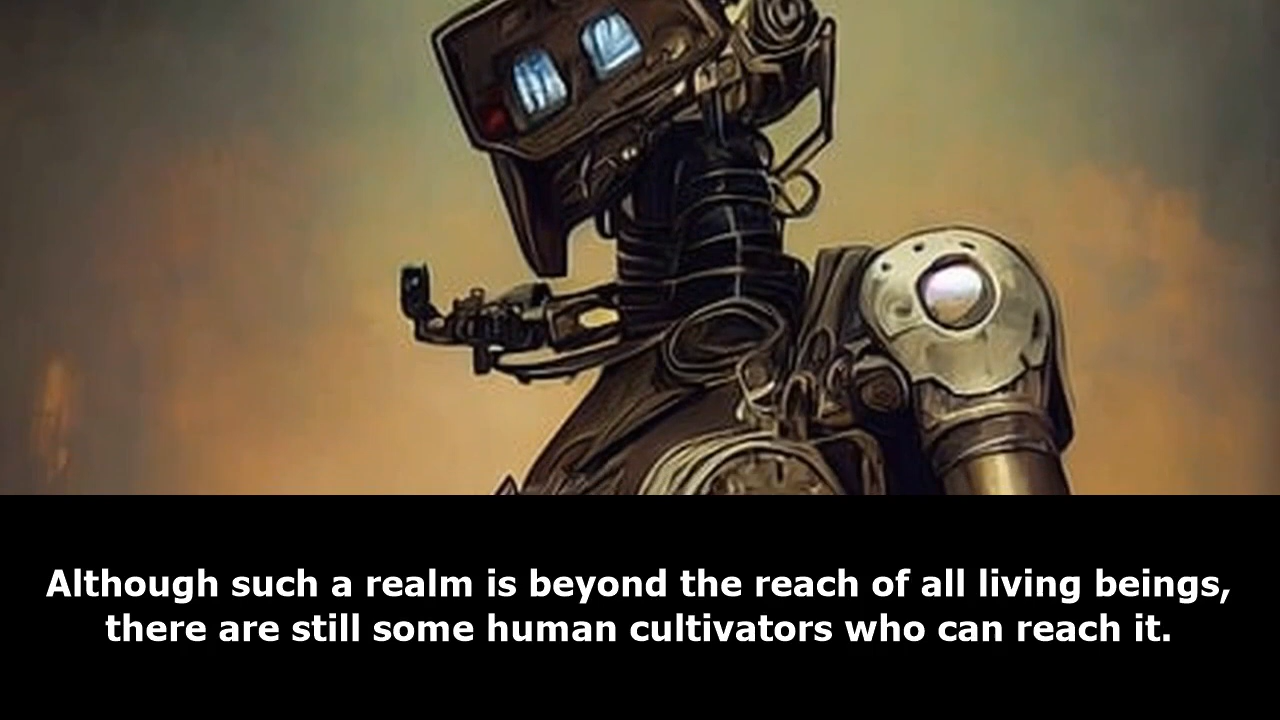 Although such a realm is beyond the reach of all living beings,
there are still some human cultivators who can reach it.